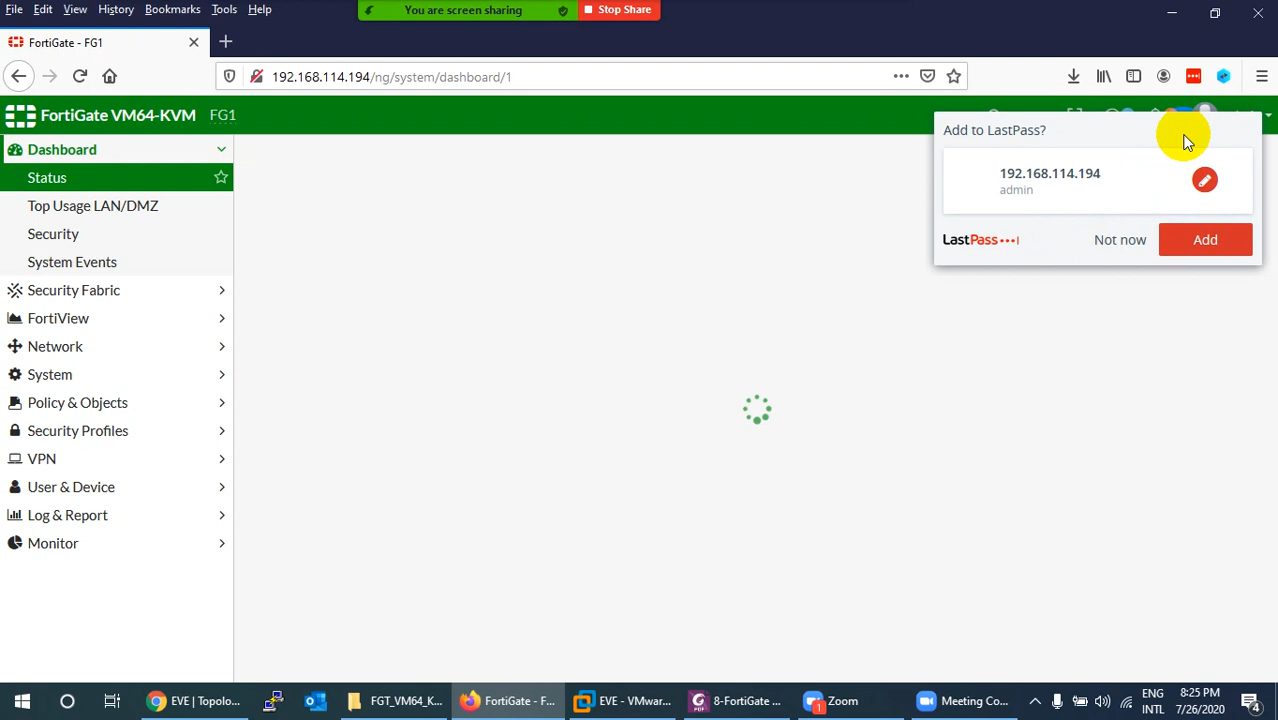 File Edit View History Bookmarks Tools Help
You are screen sharing Stop Share
FortiGate - FG1
192.168.114.194/ng/system/dashboard/1
FortiGate VM64-KVM FG1
Dashboard
Status
Top Usage LAN/DMZ
Security
System Events
Security Fabric
FortiView
Network
System
Policy & Objects
Security Profiles
VPN
User & Device
Log & Report
Monitor
Add to LastPass?
192.168.114.194
admin
LastPass
Not now
Add
EVE | Topolo...
FGT_VM64_K...
FortiGate - F...
EVE - VMwar...
8-FortiGate ...
1
Zoom
Meeting Co...
ENG
INTL
8:25 PM
7/26/2020
4